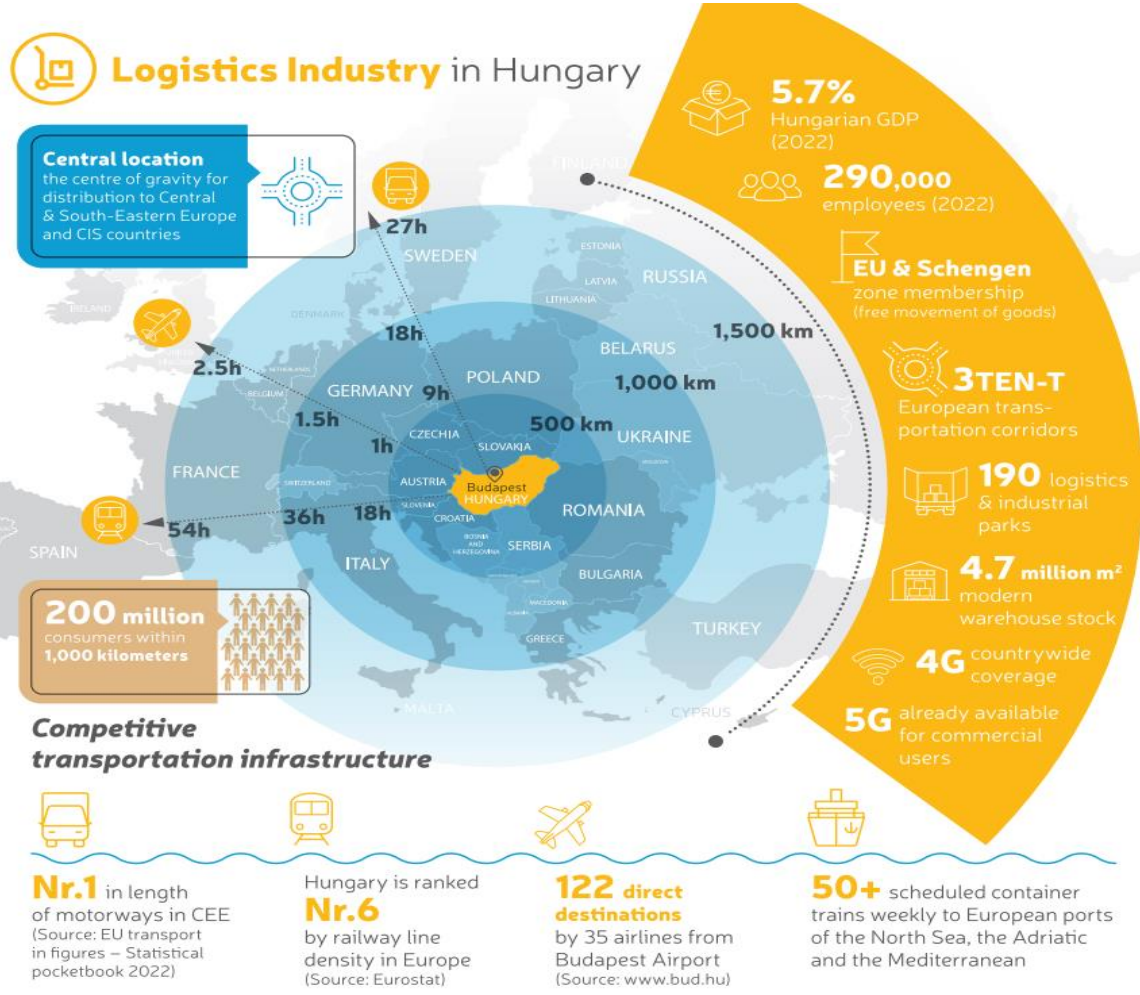 Logistics Industry in Hungary
Central location
the centre of gravity for
distribution to Central
& South-Eastern Europe
and CIS countries
5.7%
Hungarian GDP
(2022)
290,000
employees (2022)
EU & Schengen
zone membership
(free movement of goods)
3TEN-T
European trans-
portation corridors
190 logistics
& industrial
parks
4.7 million m²
modern
warehouse stock
4G countrywide
coverage
5G already available
for commercial
users
FINLAND
27h
SWEDEN
ESTONIA
RUSSIA
LATVIA
LITHUANIA
IRELAND
DENMARK
18h
1,500 km
BELARUS
2.5h
NETHERLANDS
POLAND
1,000 km
GERMANY
9h
BELGIUM
1.5h
500 km
CZECHIA
UKRAINE
1h
SLOVAKIA
FRANCE
SWITZERLAND
AUSTRIA
Budapest
HUNGARY
SLOVENIA
ROMANIA
36h
18h
CROATIA
54h
BOSNIA
AND
HERZEGOVINA
SERBIA
SPAIN
ITALY
BULGARIA
MACEDONIA
TURKEY
GREECE
MALTA
CYPRUS
200 million
consumers within
1,000 kilometers
Competitive
transportation infrastructure
Nr.1 in length
of motorways in CEE
(Source: EU transport
in figures – Statistical
pocketbook 2022)
Hungary is ranked
Nr.6
by railway line
density in Europe
(Source: Eurostat)
122 direct
destinations
by 35 airlines from
Budapest Airport
(Source: www.bud.hu)
50+ scheduled container
trains weekly to European ports
of the North Sea, the Adriatic
and the Mediterranean